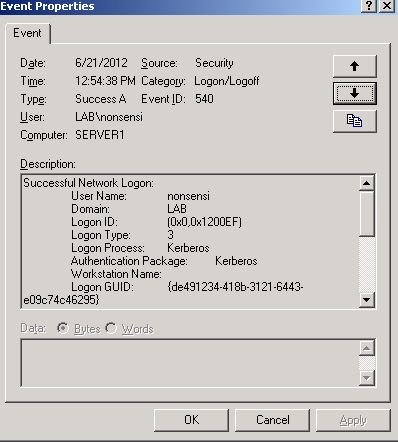 Event Properties
Event
Date: 6/21/2012 Source: Security
Time: 12:54:38 PM Category: Logon/Logoff
Type: Success A Event ID: 540
User: LAB\nonsensi
Computer: SERVER1
Description:
Successful Network Logon:
User Name: nonsensi
Domain: LAB
Logon ID: (0x0,0x1200EF)
Logon Type: 3
Logon Process: Kerberos
Authentication Package: Kerberos
Workstation Name:
Logon GUID: {de491234-418b-3121-6443-
e09c74c46295}
Data: Bytes Words
OK Cancel Apply